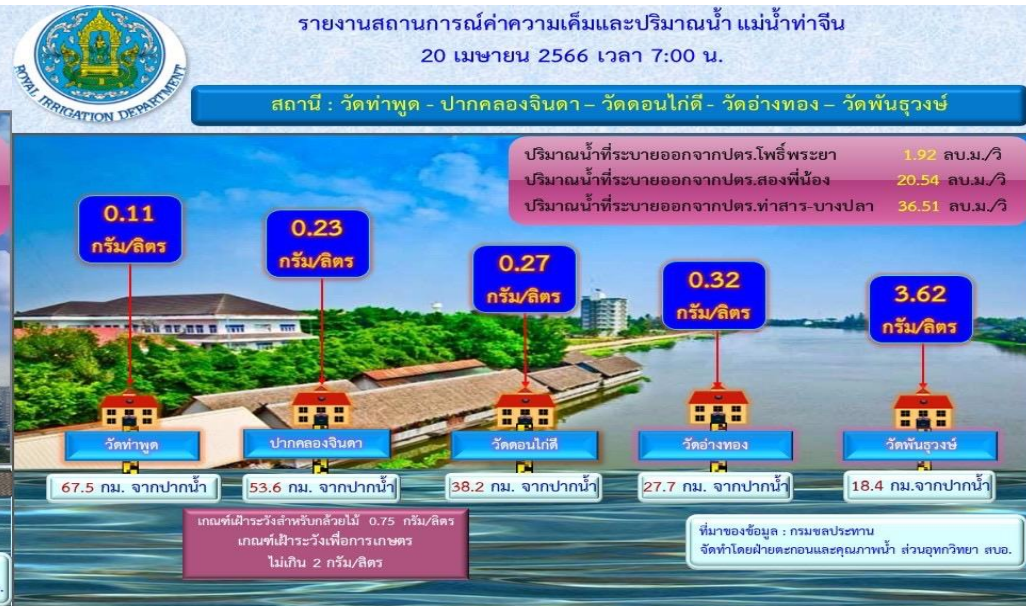 รายงานสถานการณ์ค่าความเค็มและปริมาณน้ำ แม่น้ำท่าจีน
20 เมษายน 2566 เวลา 7:00 น.
ROYAL IRRIGATION DEPARTMENT
สถานี : วัดท่าพูด - ปากคลองจินดา – วัดดอนไก่ดี - วัดอ่างทอง – วัดพันธุวงษ์
ปริมาณน้ำที่ระบายออกจากปตร.โพธิ์พระยา 1.92 ลบ.ม./วิ
ปริมาณน้ำที่ระบายออกจากปตร.สองพี่น้อง 20.54 ลบ.ม./วิ
ปริมาณน้ำที่ระบายออกจากปตร.ท่าสาร-บางปลา 36.51 ลบ.ม./วิ
0.11
กรัม/ลิตร
0.23
กรัม/ลิตร
0.27
กรัม/ลิตร
0.32
กรัม/ลิตร
3.62
กรัม/ลิตร
วัดท่าพูด
ปากคลองจินดา
วัดดอนไก่ดี
วัดอ่างทอง
วัดพันธุวงษ์
67.5 กม. จากปากน้ำ
53.6 กม. จากปากน้ำ
38.2 กม. จากปากน้ำ
27.7 กม. จากปากน้ำ
18.4 กม.จากปากน้ำ
เกณฑ์เฝ้าระวังสำหรับกล้วยไม้ 0.75 กรัม/ลิตร
เกณฑ์เฝ้าระวังเพื่อการเกษตร
ไม่เกิน 2 กรัม/ลิตร
ที่มาของข้อมูล : กรมชลประทาน
จัดทำโดยฝ่ายตะกอนและคุณภาพน้ำ ส่วนอุทกวิทยา สบอ.